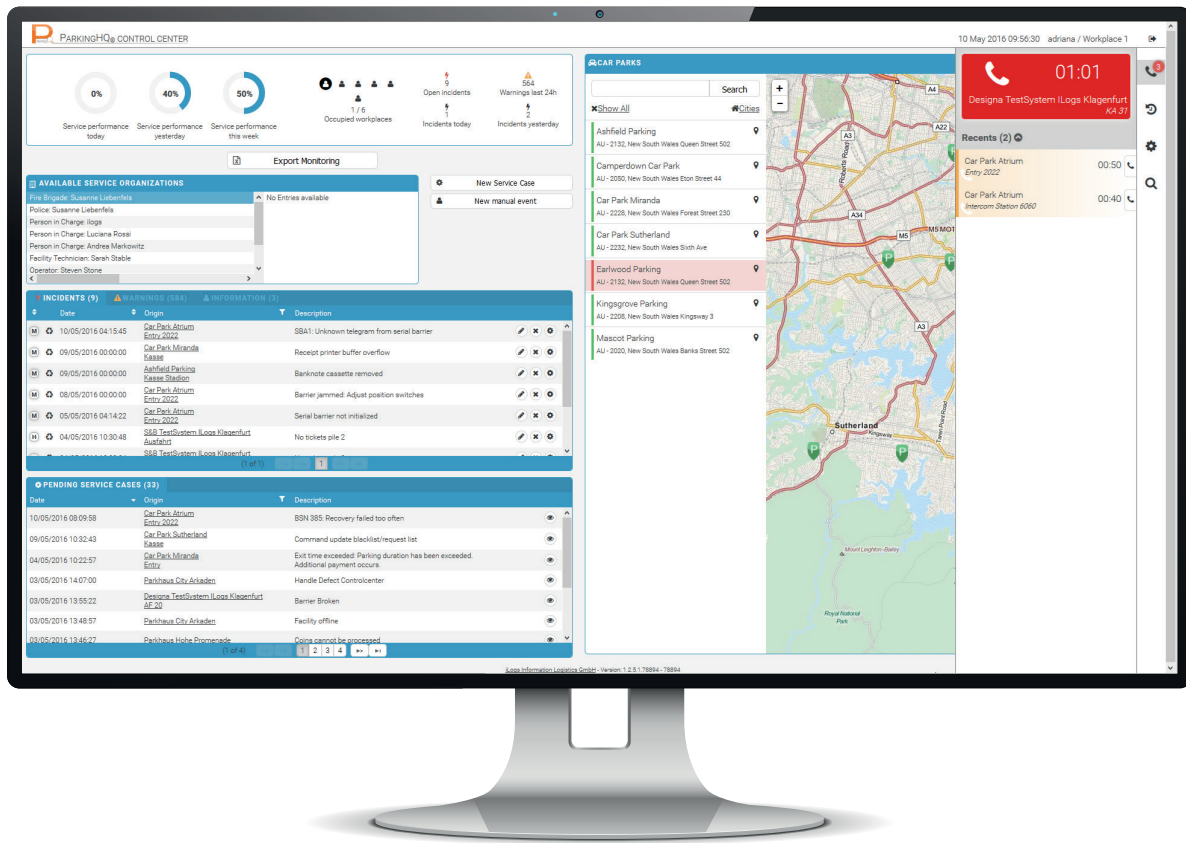 PARKINGHQ® CONTROL CENTER
10 May 2016 09:56:30 adriana / Workplace 1
0%
40%
50%
Service performance today
Service performance yesterday
Service performance this week
1 / 6
Occupied workplaces
9
Open incidents
564
Warnings last 24h
1
Incidents today
2
Incidents yesterday
Export Monitoring
AVAILABLE SERVICE ORGANIZATIONS
Fire Brigade: Susanne Liebenfels
Police: Susanne Liebenfels
Person in Charge: ilogs
Person in Charge: Luciana Rossi
Person in Charge: Andrea Markowitz
Facility Technician: Sarah Stable
Operator: Steven Stone
No Entries available
New Service Case
New manual event
INCIDENTS (9) WARNINGS (584) INFORMATION (3)
Date Origin Description
M 10/05/2016 04:15:45 Car Park Atrium SBA1: Unknown telegram from serial barrier
Entry 2022
M 09/05/2016 00:00:00 Car Park Miranda Receipt printer buffer overflow
Kasse
M 09/05/2016 00:00:00 Ashfield Parking Banknote cassette removed
Kasse Stadion
M 08/05/2016 00:00:00 Car Park Atrium Barrier jammed: Adjust position switches
Entry 2022
M 05/05/2016 04:14:22 Car Park Atrium Serial barrier not initialized
Entry 2022
H 04/05/2016 10:30:48 S&B TestSystem ILogs Klagenfurt No tickets pile 2
Ausfahrt
S&B TestSystem ILogs Klagenfurt
(1 of 1) 1
PENDING SERVICE CASES (33)
Date Origin Description
10/05/2016 08:09:58 Car Park Atrium BSN 385: Recovery failed too often
Entry 2022
09/05/2016 10:32:43 Car Park Sutherland Command update blacklist/request list
Kasse
04/05/2016 10:22:57 Car Park Miranda Exit time exceeded: Parking duration has been exceeded.
Entry Additional payment occurs.
03/05/2016 14:07:00 Parkhaus City Arkaden Handle Defect Controlcenter
03/05/2016 13:55:22 Designa TestSystem ILogs Klagenfurt Barrier Broken
AF 20
03/05/2016 13:48:57 Parkhaus City Arkaden Facility offline
03/05/2016 13:46:27 Parkhaus Hohe Promenade Coins cannot be processed
(1 of 4) 1 2 3 4
CAR PARKS
Search
Show All Cities
Ashfield Parking
AU - 2132, New South Wales Queen Street 502
Camperdown Car Park
AU - 2050, New South Wales Eton Street 44
Car Park Miranda
AU - 2228, New South Wales Forest Street 230
Car Park Sutherland
AU - 2232, New South Wales Sixth Ave
Earlwood Parking
AU - 2132, New South Wales Queen Street 502
Kingsgrove Parking
AU - 2208, New South Wales Kingsway 3
Mascot Parking
AU - 2020, New South Wales Banks Street 502
+
-
A4
A3
A22
Roberts Road
A34
M5
M5 MOT
P
P
A3
Sutherland
Kingsway
Taren Point Road
P
P
Mount Leighton-Bailey
Royal National
Park
01:01
Designa TestSystem ILogs Klagenfurt
KA 31
Recents (2)
Car Park Atrium 00:50
Entry 2022
Car Park Atrium 00:40
Intercom Station 6060
3
iLogs Information Logistics GmbH - Version: 1.2.5.1.78894 - 78894